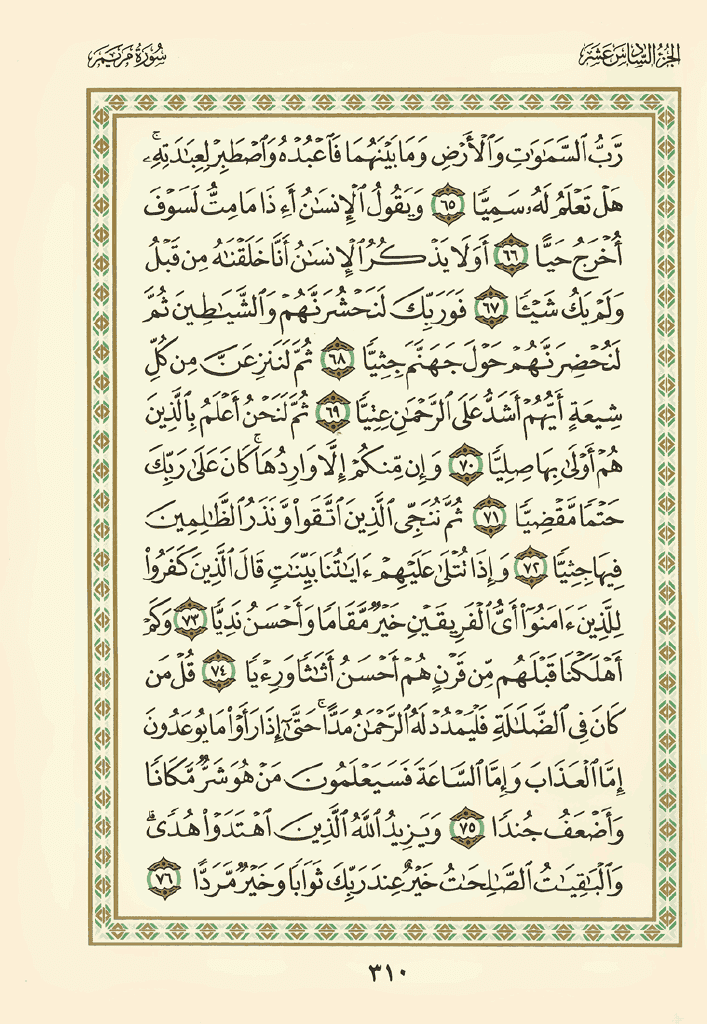 الجزء السادس عشر
سورة مريم
رَّبُّ ٱلسَّمَٰوَٰتِ وَٱلْأَرْضِ وَمَا بَيْنَهُمَا فَٱعْبُدْهُ وَٱصْطَبِرْ لِعِبَٰدَتِهِۦۚ
هَلْ تَعْلَمُ لَهُۥ سَمِيًّا ٦٥ وَيَقُولُ ٱلْإِنسَٰنُ أَءِذَا مَا مِتُّ لَسَوْفَ
أُخْرَجُ حَيًّا ٦٦ أَوَلَا يَذْكُرُ ٱلْإِنسَٰنُ أَنَّا خَلَقْنَٰهُ مِن قَبْلُ
وَلَمْ يَكُ شَيْـًٔا ٦٧ فَوَرَبِّكَ لَنَحْشُرَنَّهُمْ وَٱلشَّيَٰطِينَ ثُمَّ
لَنُحْضِرَنَّهُمْ حَوْلَ جَهَنَّمَ جِثِيًّا ٦٨ ثُمَّ لَنَنزِعَنَّ مِن كُلِّ
شِيعَةٍ أَيُّهُمْ أَشَدُّ عَلَى ٱلرَّحْمَٰنِ عِتِيًّا ٦٩ ثُمَّ لَنَحْنُ أَعْلَمُ بِٱلَّذِينَ
هُمْ أَوْلَىٰ بِهَا صِلِيًّا ٧٠ وَإِن مِّنكُمْ إِلَّا وَارِدُهَاۚ كَانَ عَلَىٰ رَبِّكَ
حَتْمًا مَّقْضِيًّا ٧١ ثُمَّ نُنَجِّى ٱلَّذِينَ ٱتَّقَوا۟ وَّنَذَرُ ٱلظَّٰلِمِينَ
فِيهَا جِثِيًّا ٧٢ وَإِذَا تُتْلَىٰ عَلَيْهِمْ ءَايَٰتُنَا بَيِّنَٰتٍ قَالَ ٱلَّذِينَ كَفَرُوا۟
لِلَّذِينَ ءَامَنُوٓا۟ أَىُّ ٱلْفَرِيقَيْنِ خَيْرٌ مَّقَامًا وَأَحْسَنُ نَدِيًّا ٧٣ وَكَمْ
أَهْلَكْنَا قَبْلَهُم مِّن قَرْنٍ هُمْ أَحْسَنُ أَثَٰثًا وَرِءْيًا ٧٤ قُلْ مَن
كَانَ فِى ٱلضَّلَٰلَةِ فَلْيَمْدُدْ لَهُ ٱلرَّحْمَٰنُ مَدًّاۚ حَتَّىٰٓ إِذَا رَأَوْا۟ مَا يُوعَدُونَ
إِمَّا ٱلْعَذَابَ وَإِمَّا ٱلسَّاعَةَ فَسَيَعْلَمُونَ مَنْ هُوَ شَرٌّ مَّكَانًا
وَأَضْعَفُ جُندًا ٧٥ وَيَزِيدُ ٱللَّهُ ٱلَّذِينَ ٱهْتَدَوْا۟ هُدًىۗ
وَٱلْبَٰقِيَٰتُ ٱلصَّٰلِحَٰتُ خَيْرٌ عِندَ رَبِّكَ ثَوَابًا وَخَيْرٌ مَّرَدًّا ٧٦
٣١٠